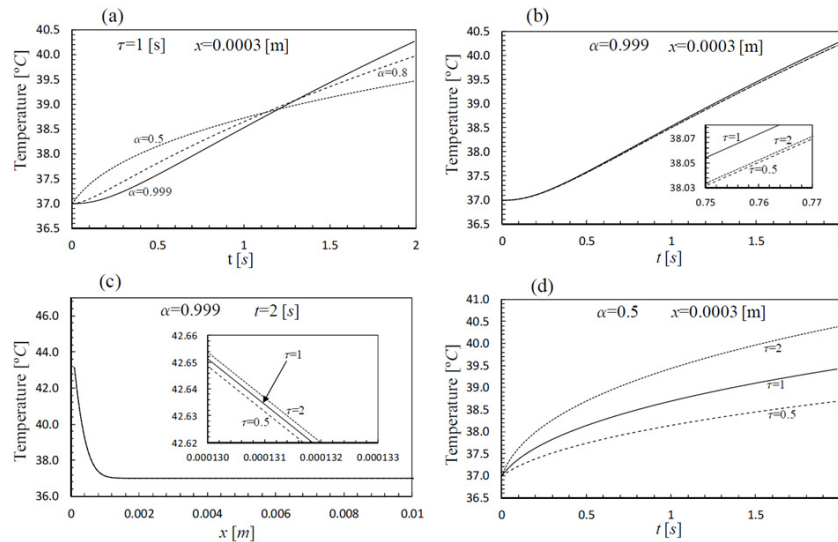 (a)
τ=1 [s] x=0.0003 [m]
Temperature [°C]
40.5
40.0
39.5
39.0
38.5
38.0
37.5
37.0
36.5
α=0.8
α=0.5
α=0.999
0 0.5 1 1.5 2
t [s]
(b)
α=0.999 x=0.0003 [m]
Temperature [°C]
40.5
40.0
39.5
39.0
38.5
38.0
37.5
37.0
36.5
38.07
38.05
38.03
τ=1
τ=2
τ=0.5
0.75 0.76 0.77
0 0.5 1 1.5
t [s]
(c)
α=0.999 t=2 [s]
Temperature [°C]
46.0
44.0
42.0
40.0
38.0
36.0
42.66
42.65
42.64
42.63
42.62
τ=1
τ=2
τ=0.5
0.000130 0.000131 0.000132 0.000133
0 0.002 0.004 0.006 0.008 0.01
x [m]
(d)
α=0.5 x=0.0003 [m]
Temperature [°C]
41.0
40.5
40.0
39.5
39.0
38.5
38.0
37.5
37.0
36.5
τ=2
τ=1
τ=0.5
0 0.5 1 1.5
t [s]